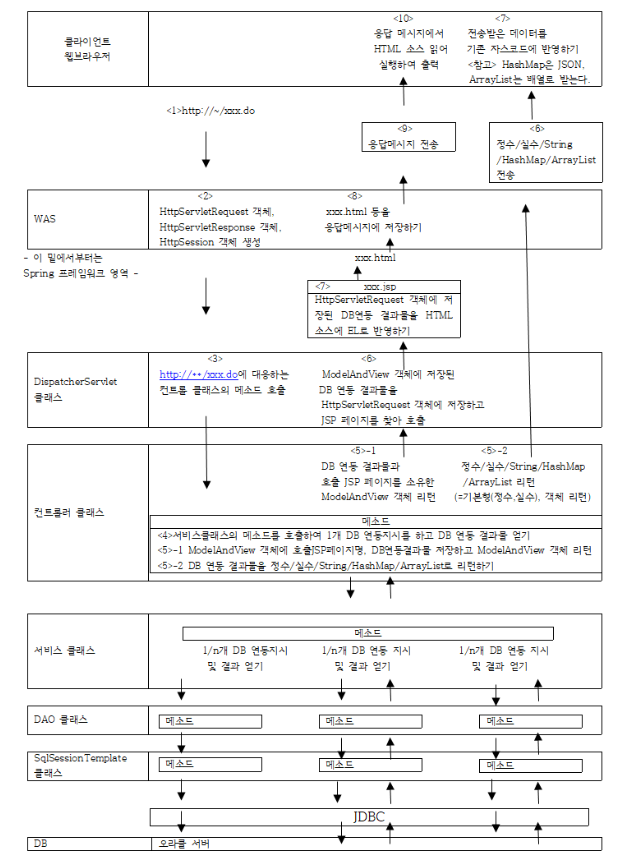 클라이언트
웹브라우저
<10>
응답 메시지에서
HTML 소스 읽어
실행하여 출력
<7>
전송받은 데이터를
기존 자스코드에 반영하기
<참고> HashMap은 JSON,
ArrayList는 배열로 받는다.
<1>http://~/xxx.do
<9>
응답메시지 전송
<6>
정수/실수/String
/HashMap/ArrayList
전송
WAS
<2>
HttpServletRequest 객체,
HttpServletResponse 객체,
HttpSession 객체 생성
<8>
xxx.html 등을
응답메시지에 저장하기
- 이 밑에서부터는
Spring 프레임워크 영역 -
xxx.html
<7> xxx.jsp
HttpServletRequest 객체에 저
장된 DB연동 결과물을 HTML
소스에 EL로 반영하기
DispatcherServlet
클래스
<3>
http://**/xxx.do에 대응하는
컨트롤 클래스의 메소드 호출
<6>
ModelAndView 객체에 저장된
DB 연동 결과물을
HttpServletRequest 객체에 저장하고
JSP 페이지를 찾아 호출
컨트롤러 클래스
<5>-1
DB 연동 결과물과
호출 JSP 페이지를 소유한
ModelAndView 객체 리턴
<5>-2
정수/실수/String/HashMap
/ArrayList 리턴
(=기본형(정수,실수), 객체 리턴)
메소드
<4>서비스클래스의 메소드를 호출하여 1개 DB 연동지시를 하고 DB 연동 결과물 얻기
<5>-1 ModelAndView 객체에 호출JSP페이지명, DB연동결과물 저장하고 ModelAndView 객체 리턴
<5>-2 DB 연동 결과물을 정수/실수/String/HashMap/ArrayList로 리턴하기
서비스 클래스
메소드
1/n개 DB 연동지시
및 결과 얻기
1/n개 DB 연동 지시
및 결과 얻기
1/n개 DB 연동 지시
및 결과 얻기
DAO 클래스
메소드
메소드
메소드
SqlSessionTemplate
클래스
메소드
메소드
메소드
JDBC
DB
오라클 서버